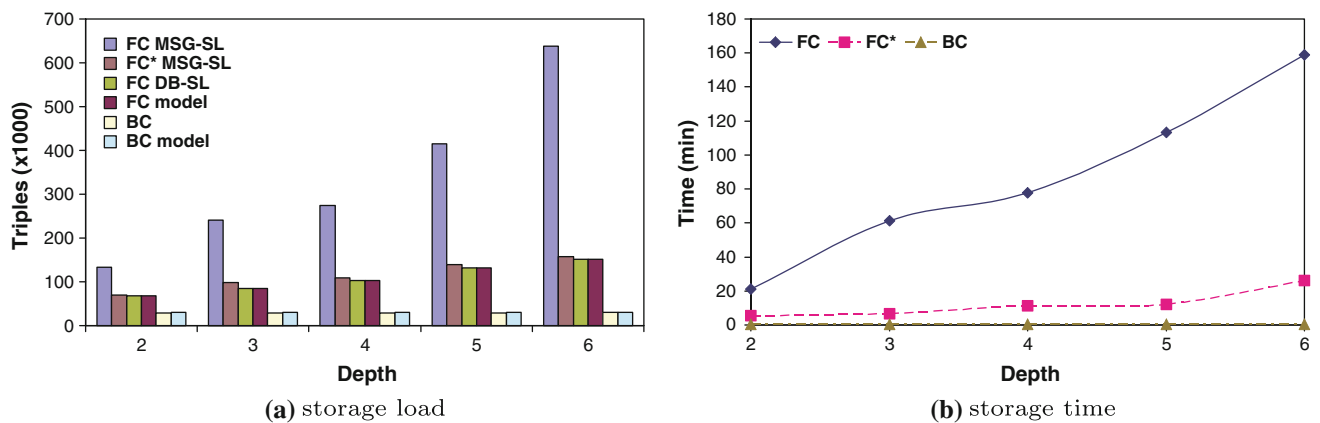 700
600
500
400
300
200
100
0
Triples (x1000)
FC MSG-SL
FC* MSG-SL
FC DB-SL
FC model
BC
BC model
2 3 4 5 6
Depth
(a) storage load
180
160
140
120
100
80
60
40
20
0
Time (min)
FC FC* BC
2 3 4 5 6
Depth
(b) storage time